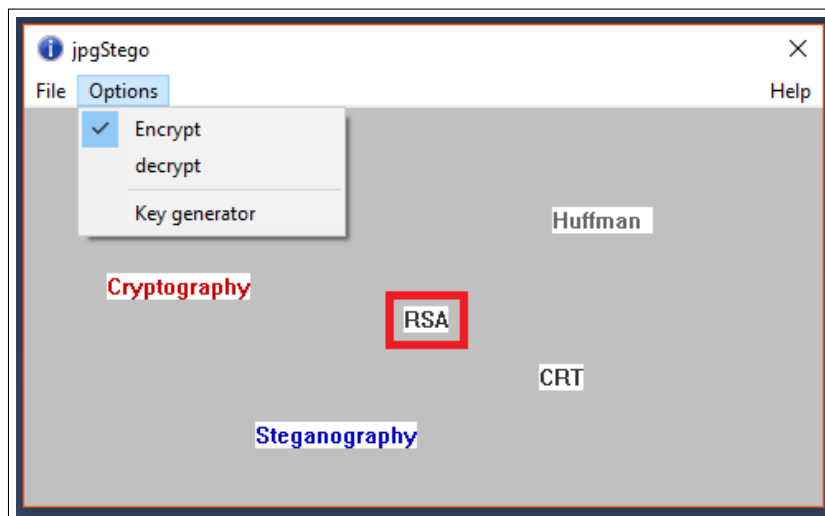 jpgStego
File Options Help
Encrypt
decrypt
Key generator
Huffman
Cryptography
RSA
CRT
Steganography